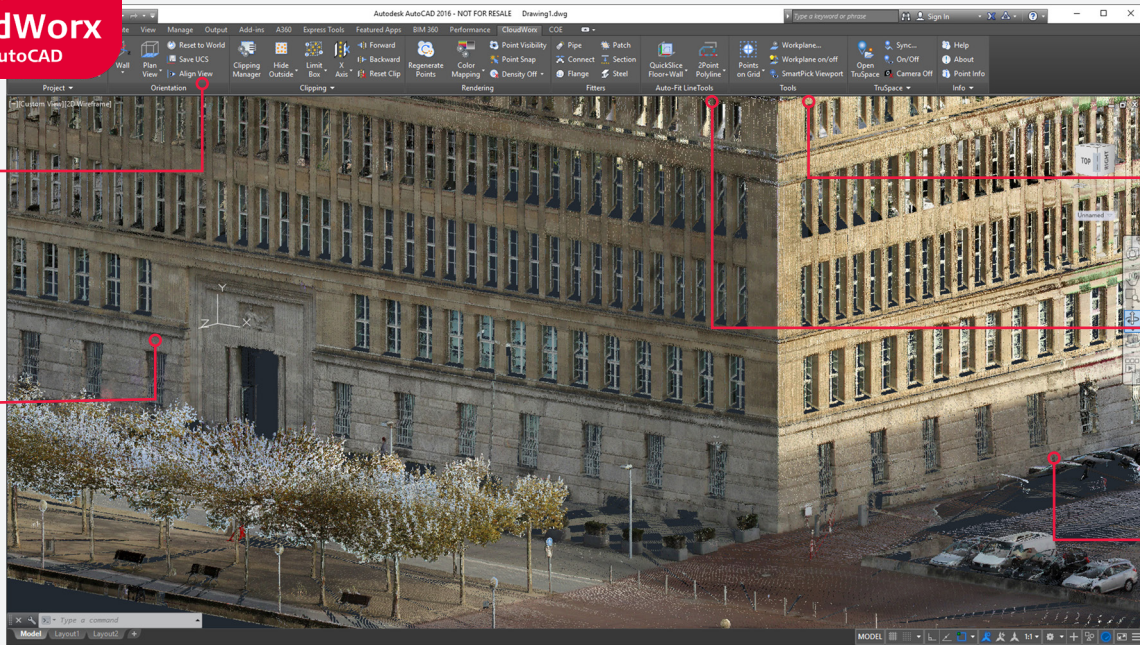 dWorx
utoCAD
Autodesk AutoCAD 2016 - NOT FOR RESALE Drawing1.dwg
Type a keyword or phrase
Sign In
View Manage Output Add-ins A360 Express Tools Featured Apps BIM 360 Performance CloudWorx COE
Wall
Plan View
Reset to World
Save UCS
Align View
Clipping Manager
Hide Outside
Limit Box
X Axis
Forward
Backward
Reset Clip
Regenerate Points
Color Mapping
Point Visibility
Point Snap
Density Off
Pipe
Connect
Flange
Patch
Section
Steel
QuickSlice Floor+Wall
2Point Polyline
Points on Grid
Workplane...
Workplane on/off
SmartPick Viewport
Open TruSpace
Sync...
On/Off
Camera Off
Help
About
Point Info
Project Orientation Clipping Rendering Fitters Auto-Fit LineTools Tools TruSpace Info
[-][Custom View][2D Wireframe]
TOP
RIGHT
Unnamed
Y
Z
X
Type a command
Model Layout1 Layout2 +
MODEL
1:1